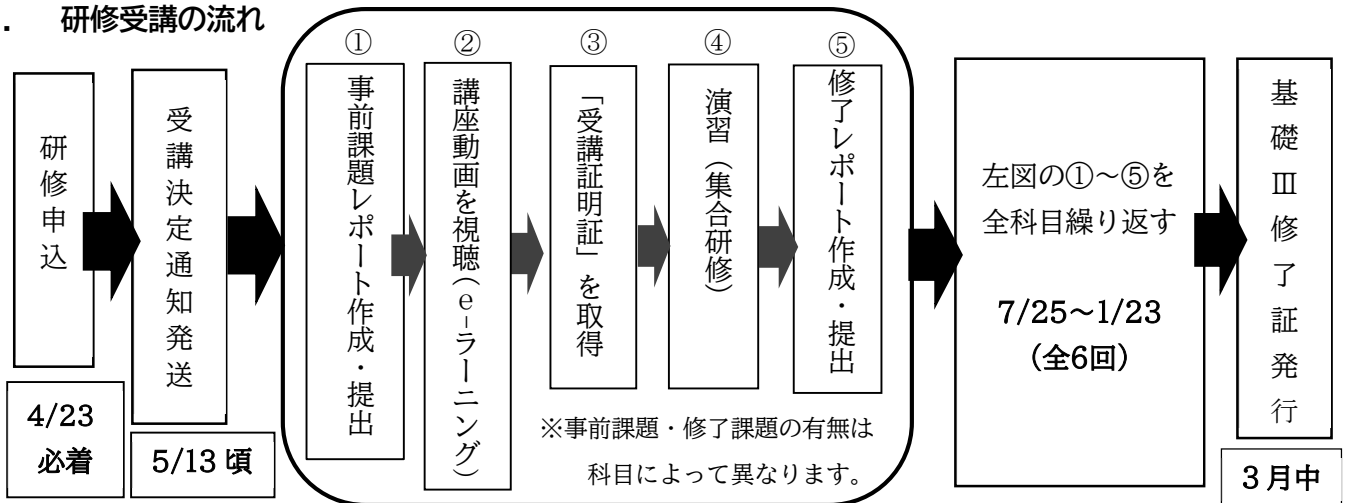 . 研修受講の流れ
研修申込
4/23
必着
受講決定通知発送
5/13 頃
①
事前課題レポート作成・提出
②
講座動画を視聴（e-ラーニング）
③
「受講証明証」を取得
④
演習（集合研修）
⑤
修了レポート作成・提出
※事前課題・修了課題の有無は
科目によって異なります。
左図の①～⑤を
全科目繰り返す
7/25～1/23
（全6回）
基礎Ⅲ修了証発行
3月中